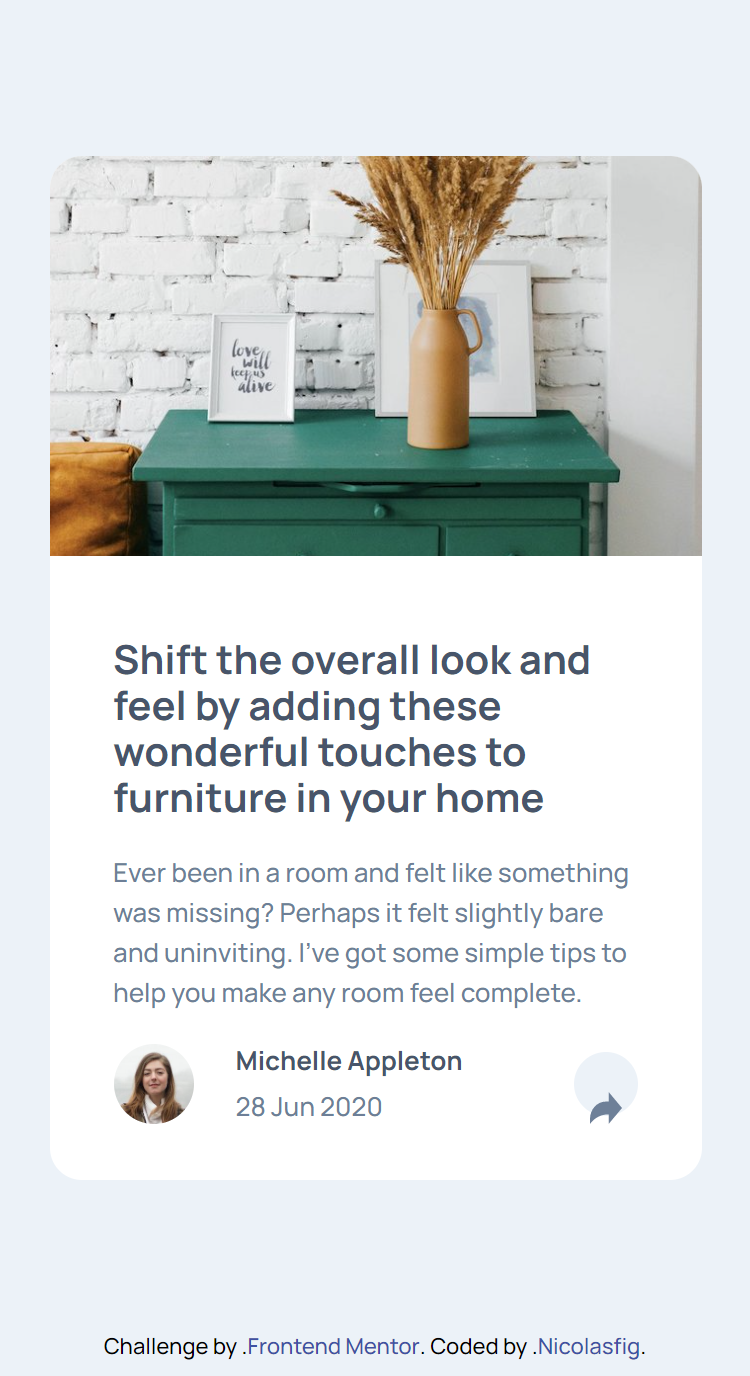 love
will
keep us
alive
Shift the overall look and
feel by adding these
wonderful touches to
furniture in your home
Ever been in a room and felt like something
was missing? Perhaps it felt slightly bare
and uninviting. I’ve got some simple tips to
help you make any room feel complete.
Michelle Appleton
28 Jun 2020
Challenge by .Frontend Mentor. Coded by .Nicolasfig.